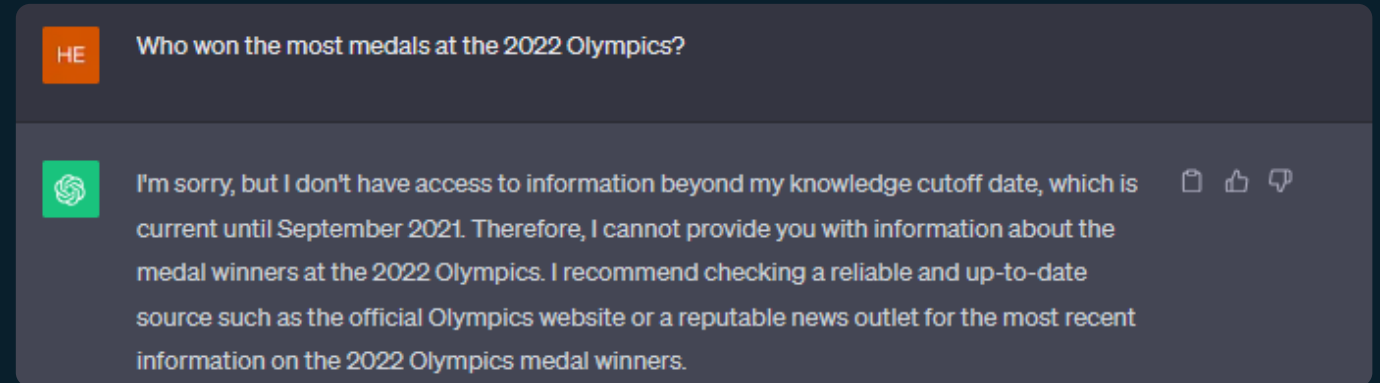 HE
Who won the most medals at the 2022 Olympics?
I'm sorry, but I don't have access to information beyond my knowledge cutoff date, which is
current until September 2021. Therefore, I cannot provide you with information about the
medal winners at the 2022 Olympics. I recommend checking a reliable and up-to-date
source such as the official Olympics website or a reputable news outlet for the most recent
information on the 2022 Olympics medal winners.